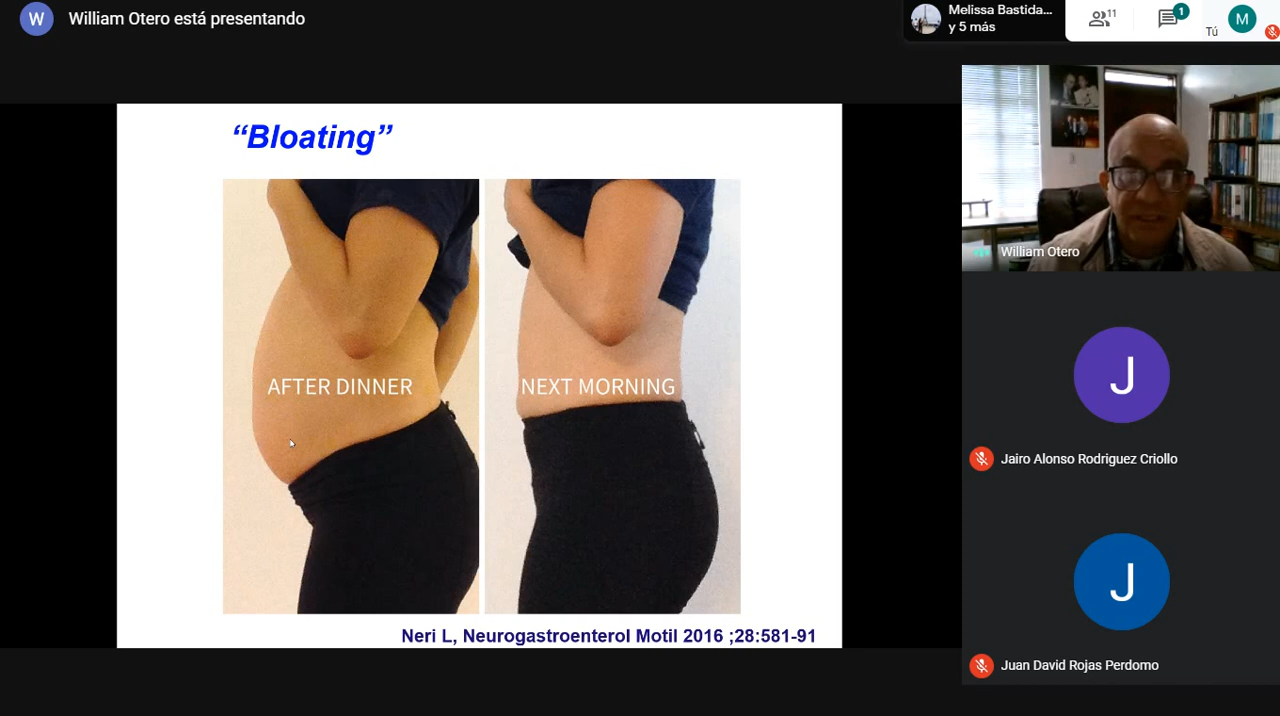 W
William Otero está presentando
Melissa Bastida...
y 5 más
11
1
Tú
M
“Bloating”
AFTER DINNER
NEXT MORNING
Neri L, Neurogastroenterol Motil 2016 ;28:581-91
William Otero
J
Jairo Alonso Rodriguez Criollo
J
Juan David Rojas Perdomo